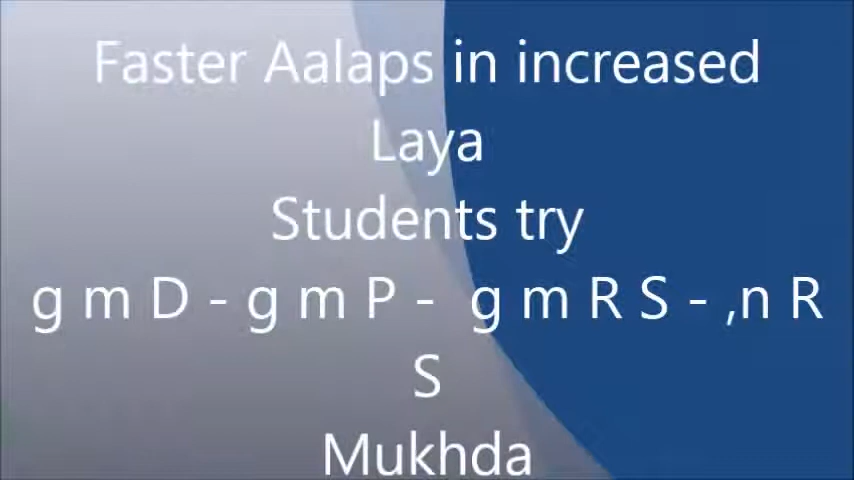 Faster Aalaps in increased
Laya
Students try
g m D - g m P - g m R S - ,n R
S
Mukhda